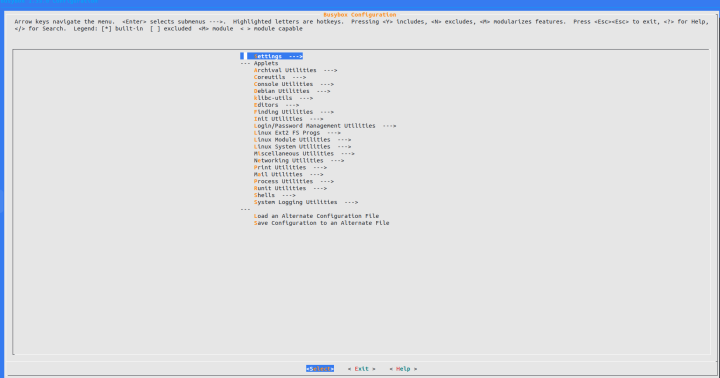 Busybox Configuration
Arrow keys navigate the menu.  <Enter> selects submenus --->.  Highlighted letters are hotkeys.  Pressing <Y> includes, <N> excludes, <M> modularizes features.  Press <Esc><Esc> to exit, <?> for Help,
</> for Search.  Legend: [*] built-in  [ ] excluded  <M> module  < > module capable
Settings  --->
--- Applets
Archival Utilities  --->
Coreutils  --->
Console Utilities  --->
Debian Utilities  --->
klibc-utils  --->
Editors  --->
Finding Utilities  --->
Init Utilities  --->
Login/Password Management Utilities  --->
Linux Ext2 FS Progs  --->
Linux Module Utilities  --->
Linux System Utilities  --->
Miscellaneous Utilities  --->
Networking Utilities  --->
Print Utilities  --->
Mail Utilities  --->
Process Utilities  --->
Runit Utilities  --->
Shells  --->
System Logging Utilities  --->
---
Load an Alternate Configuration File
Save Configuration to an Alternate File
<Select>    < Exit >    < Help >